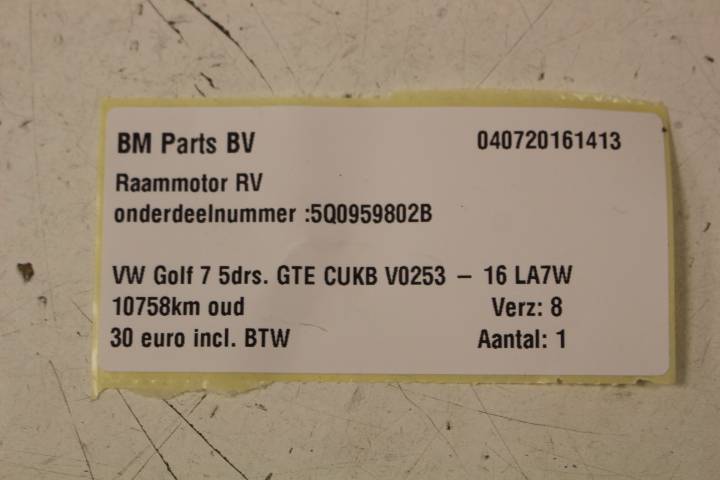 BM Parts BV 040720161413
Raammotor RV
onderdeelnummer :5Q0959802B
VW Golf 7 5drs. GTE CUKB V0253 – 16 LA7W
10758km oud Verz: 8
30 euro incl. BTW Aantal: 1